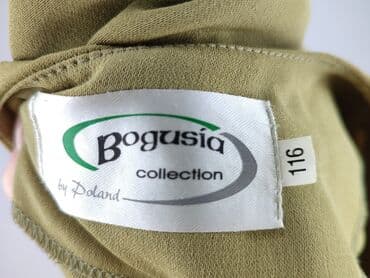 Bogusia
collection
by Poland
116